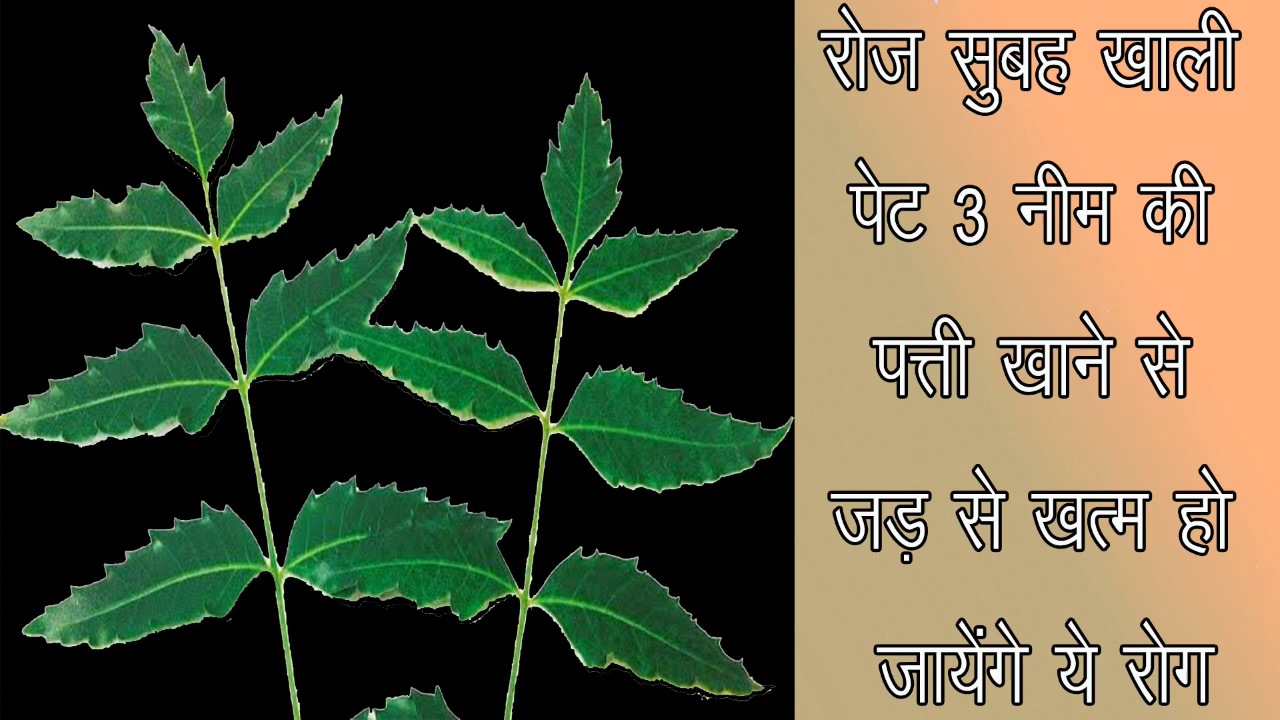 रोज सुबह खाली
पेट 3 नीम की
पत्ती खाने से
जड़ से खत्म हो
जायेंगे ये रोग